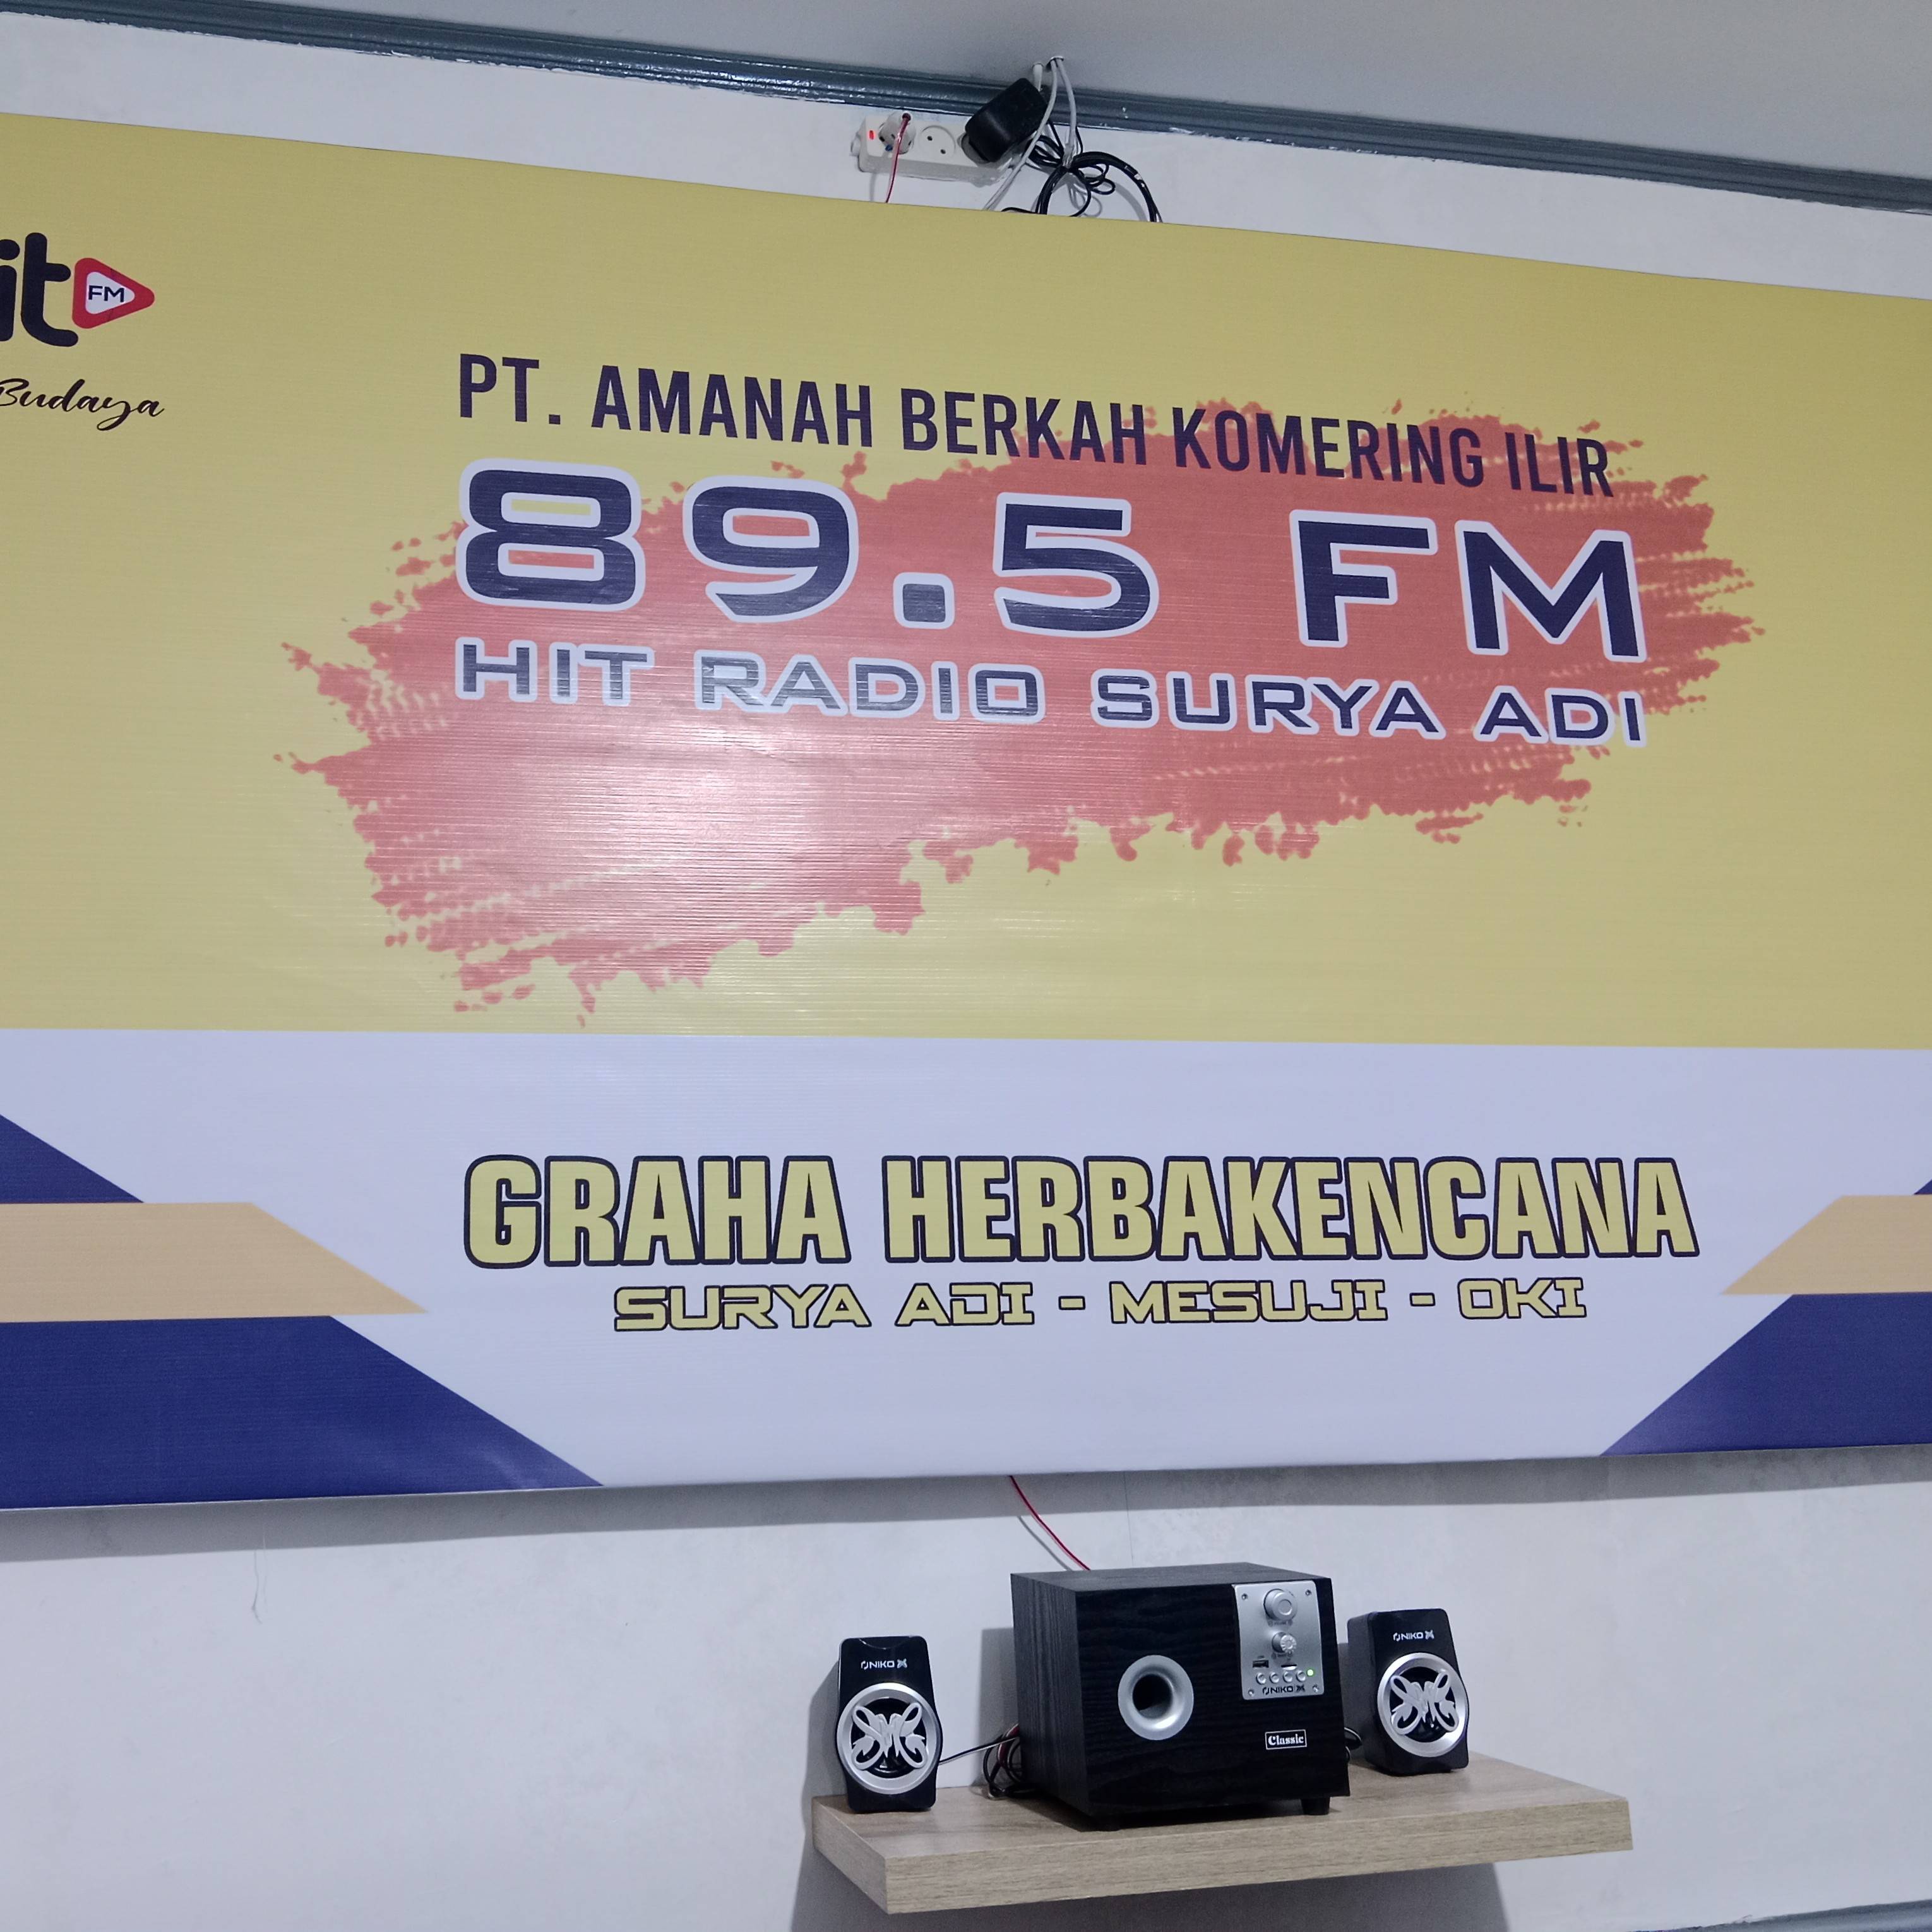 it FM
Budaya
PT. AMANAH BERKAH KOMERING ILIR
89.5 FM
HIT RADIO SURYA ADI
GRAHA HERBAKENCANA
SURYA ADI - MESUJI - OKI
NIKO
NIKO
NIKO
Classic